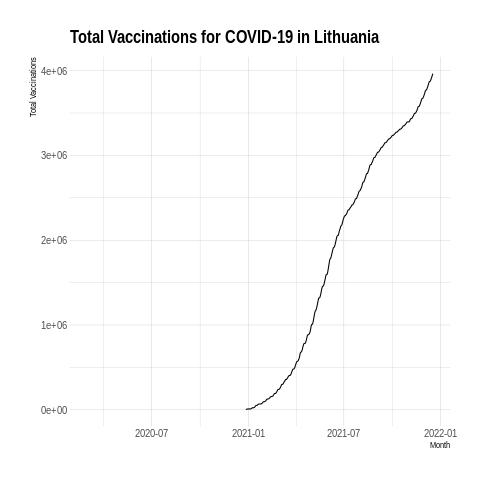 Total Vaccinations for COVID-19 in Lithuania
Total Vaccinations
4e+06
3e+06
2e+06
1e+06
0e+00
2020-07 2021-01 2021-07 2022-01
Month